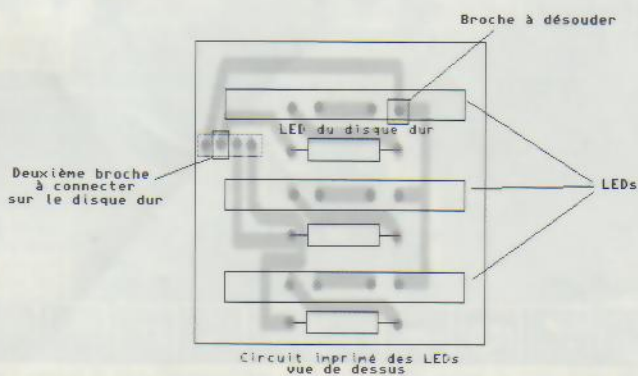 Broche à désouder
LED du disque dur
Deuxième broche
à connecter
sur le disque dur
LEDs
Circuit imprimé des LEDs
vue de dessus